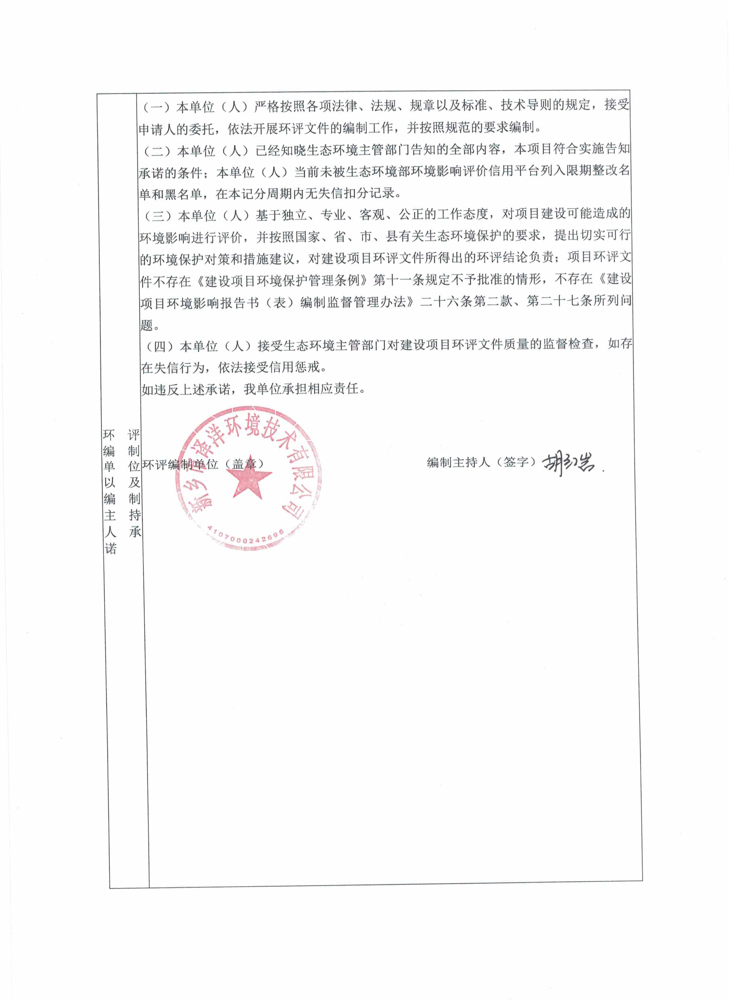 （一）本单位（人）严格按照各项法律、法规、规章以及标准、技术导则的规定，接受
申请人的委托，依法开展环评文件的编制工作，并按照规范的要求编制。
（二）本单位（人）已经知晓生态环境主管部门告知的全部内容，本项目符合实施告知
承诺的条件；本单位（人）当前未被生态环境部环境影响评价信用平台列入限期整改名
单和黑名单，在本记分周期内无失信扣分记录。
（三）本单位（人）基于独立、专业、客观、公正的工作态度，对项目建设可能造成的
环境影响进行评价，并按照国家、省、市、县有关生态环境保护的要求，提出切实可行
的环境保护对策和措施建议，对建设项目环评文件所得出的环评结论负责；项目环评文
件不存在《建设项目环境保护管理条例》第十一条规定不予批准的情形，不存在《建设
项目环境影响报告书（表）编制监督管理办法》二十六条第二款、第二十七条所列问
题。
（四）本单位（人）接受生态环境主管部门对建设项目环评文件质量的监督检查，如存
在失信行为，依法接受信用惩戒。
如违反上述承诺，我单位承担相应责任。
环 评
编 制
单 位
以 及
编 制
主 持
人 承
诺
环评编制单位（盖章）
新乡市泽洋环境技术有限公司
4107000242696
编制主持人（签字）胡红岩